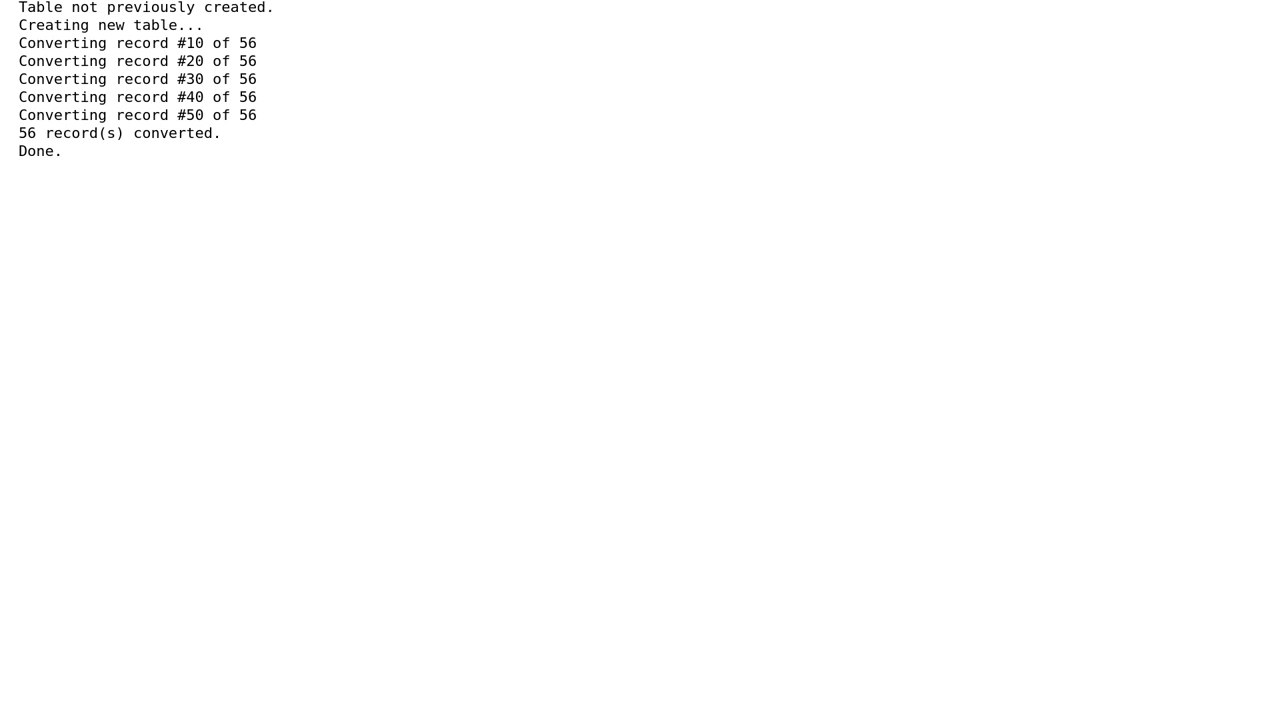 Table not previously created.
Creating new table...
Converting record #10 of 56
Converting record #20 of 56
Converting record #30 of 56
Converting record #40 of 56
Converting record #50 of 56
56 record(s) converted.
Done.